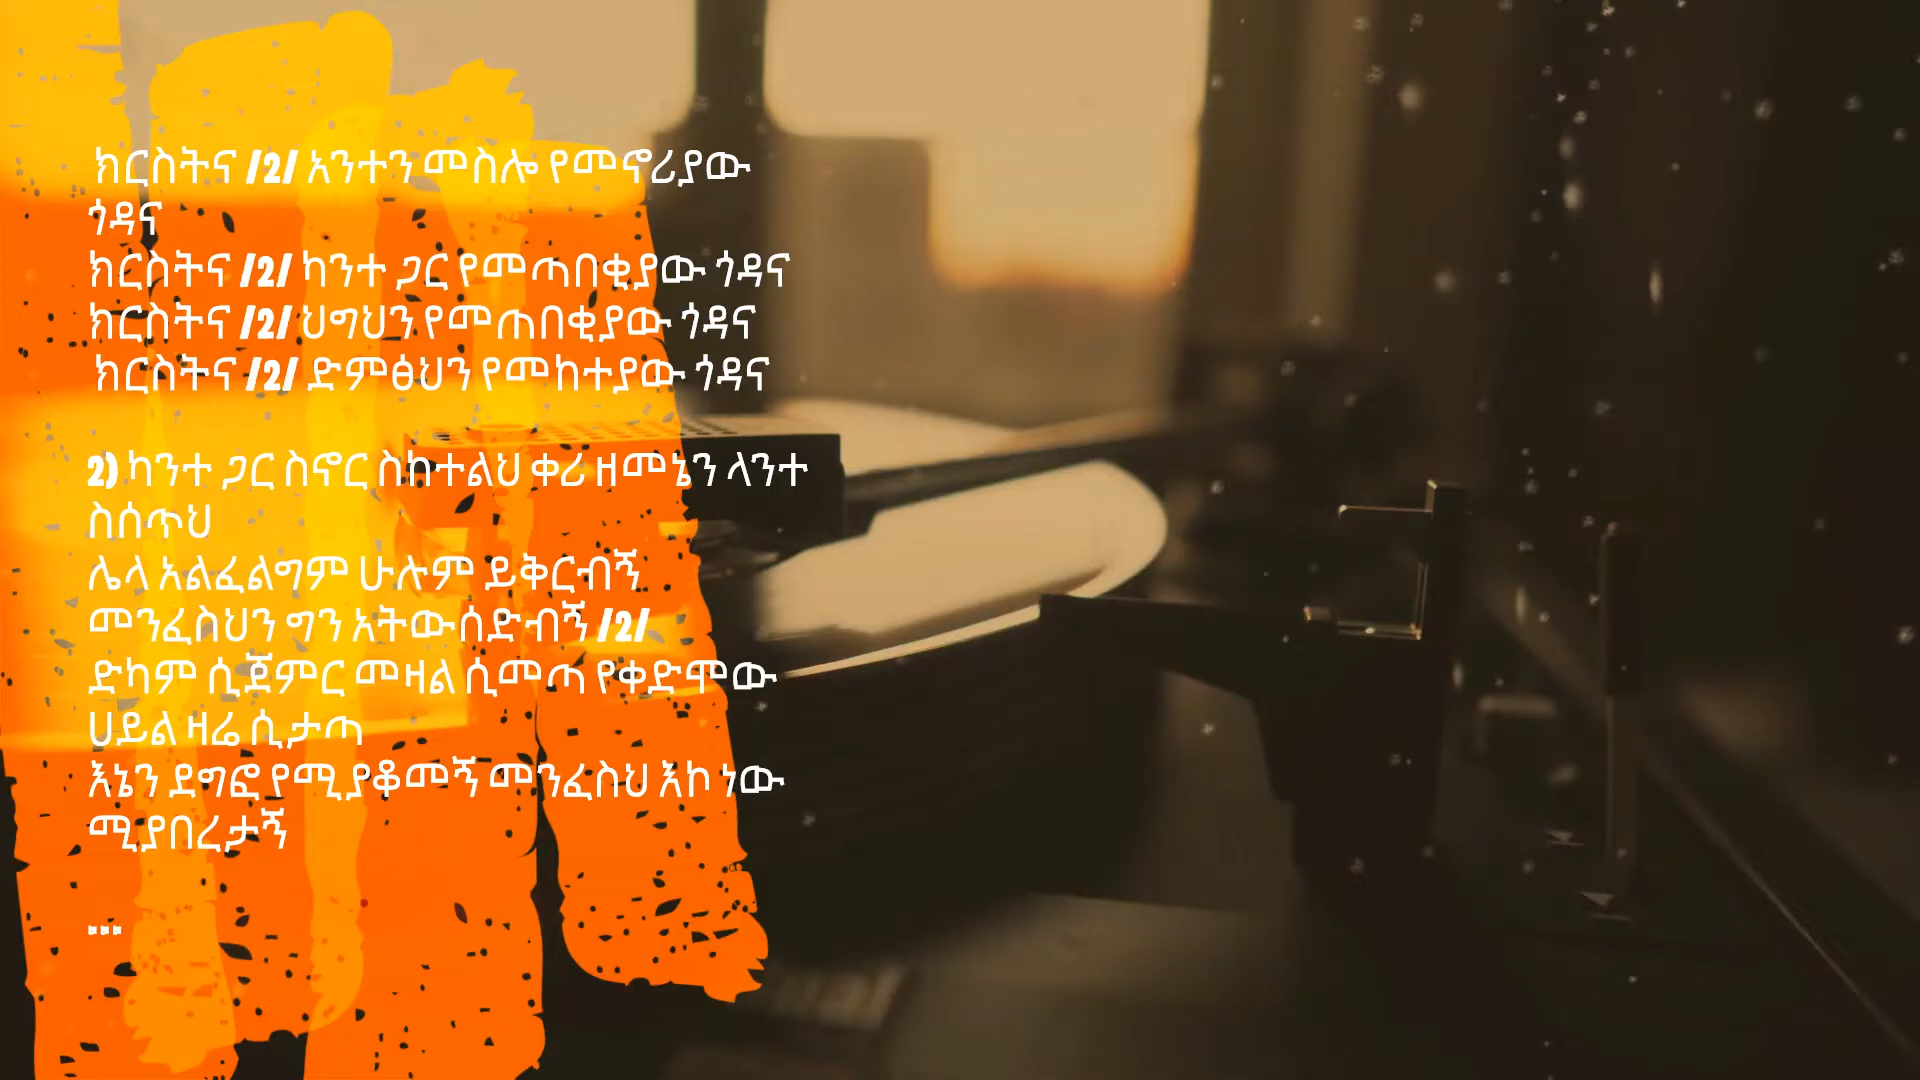 ክርስትና /2/ አንተን መስሎ የመኖሪያው
ጎዳና
ክርስትና /2/ ካንተ ጋር የመጣበቂያው ጎዳና
ክርስትና /2/ ህግህን የመጠበቂያው ጎዳና
ክርስትና /2/ ድምፅህን የመከተያው ጎዳና
2) ካንተ ጋር ስኖር ስከተልህ ቀሪ ዘመኔን ላንተ
ስሰጥህ
ሌላ አልፈልግም ሁሉም ይቅርብኝ
መንፈስህን ግን አትውሰድብኝ /2/
ድካም ሲጀምር መዛል ሲመጣ የቀድሞው
ሀይል ዛሬ ሲታጣ
እኔን ደግፎ የሚያቆመኝ መንፈስህ እኮ ነው
ሚያበረታኝ
...